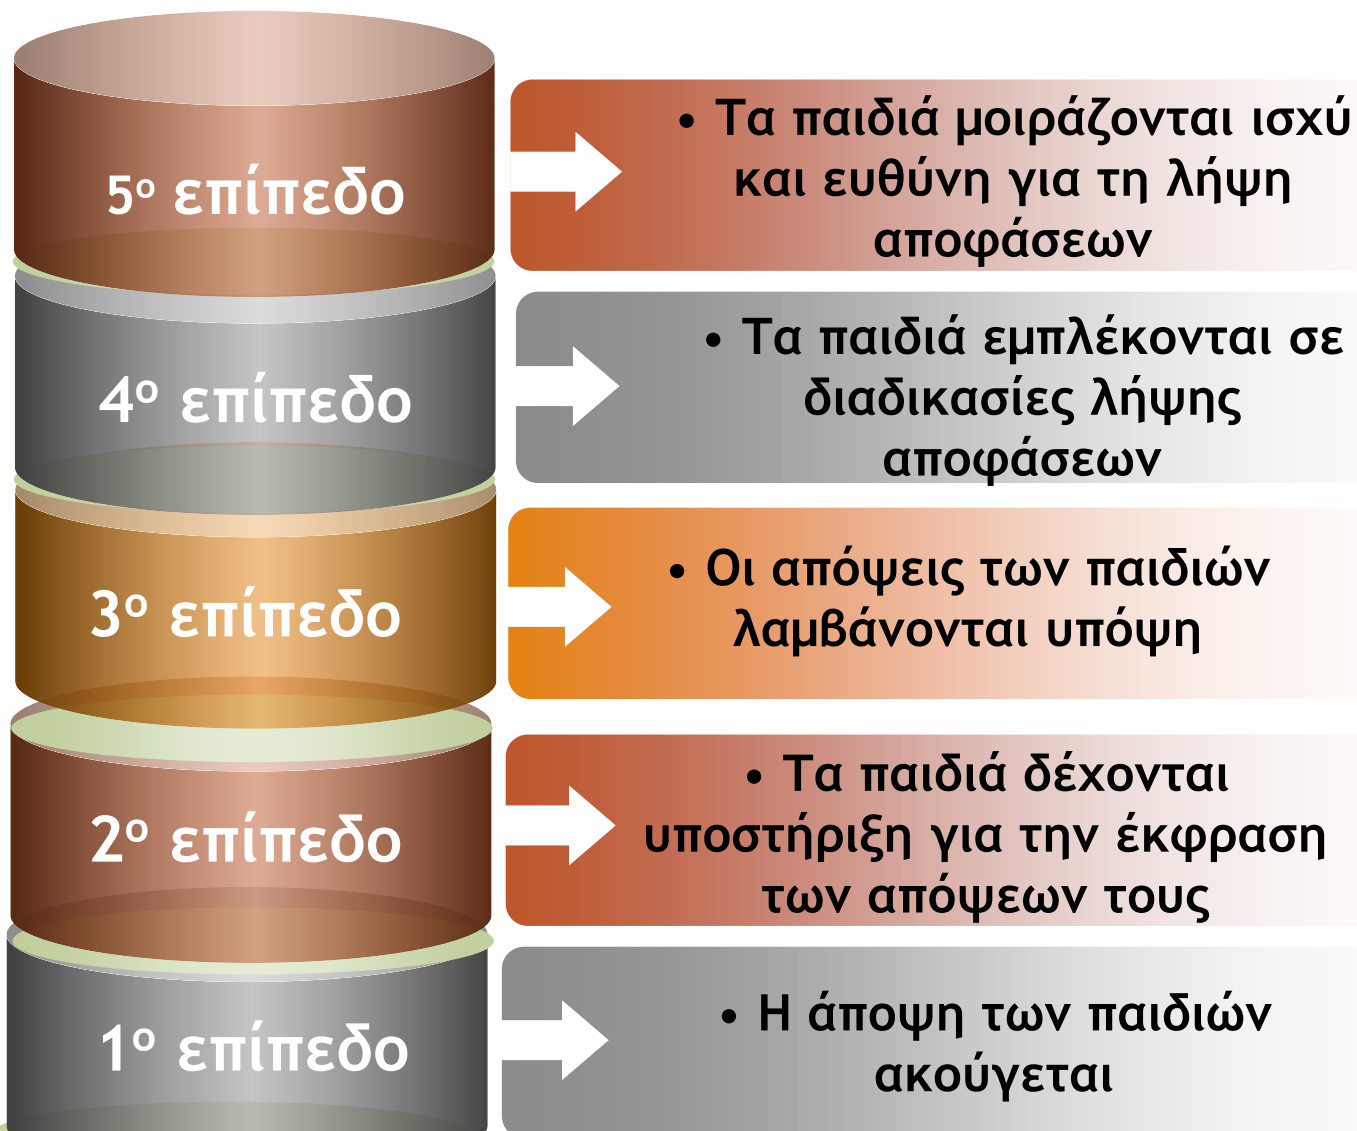 5ο επίπεδο
• Τα παιδιά μοιράζονται ισχύ
και ευθύνη για τη λήψη
αποφάσεων
4ο επίπεδο
• Τα παιδιά εμπλέκονται σε
διαδικασίες λήψης
αποφάσεων
3ο επίπεδο
• Οι απόψεις των παιδιών
λαμβάνονται υπόψη
2ο επίπεδο
• Τα παιδιά δέχονται
υποστήριξη για την έκφραση
των απόψεων τους
1ο επίπεδο
• Η άποψη των παιδιών
ακούγεται